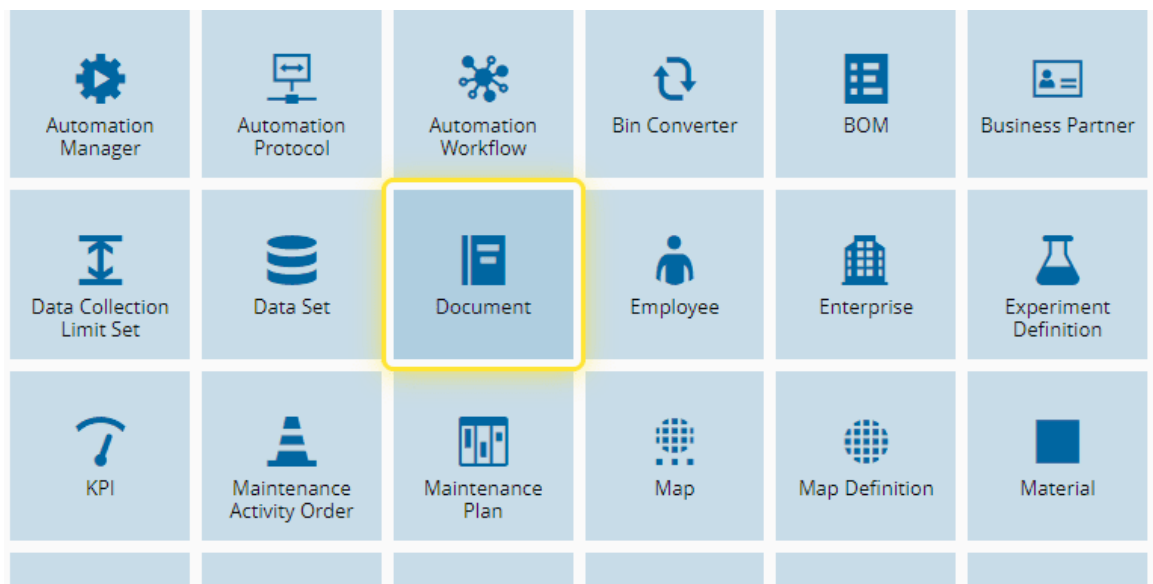 Automation
Manager
Automation
Protocol
Automation
Workflow
Bin Converter
BOM
Business Partner
Data Collection
Limit Set
Data Set
Document
Employee
Enterprise
Experiment
Definition
KPI
Maintenance
Activity Order
Maintenance
Plan
Map
Map Definition
Material